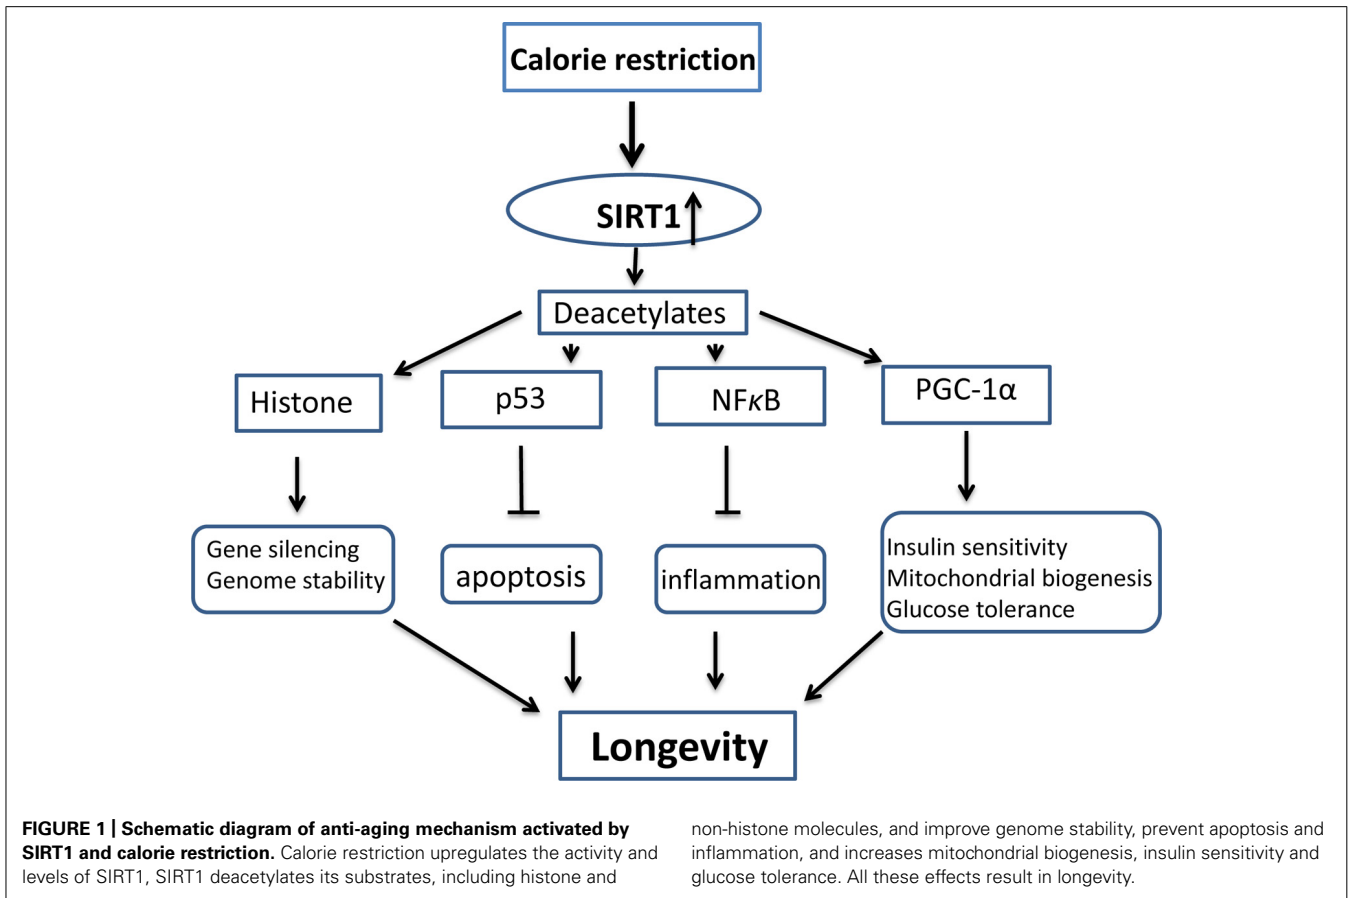 Calorie restriction
SIRT1
Deacetylates
Histone
p53
NFκB
PGC-1α
Gene silencing
Genome stability
apoptosis
inflammation
Insulin sensitivity
Mitochondrial biogenesis
Glucose tolerance
Longevity
FIGURE 1 | Schematic diagram of anti-aging mechanism activated by
SIRT1 and calorie restriction. Calorie restriction upregulates the activity and
levels of SIRT1, SIRT1 deacetylates its substrates, including histone and
non-histone molecules, and improve genome stability, prevent apoptosis and
inflammation, and increases mitochondrial biogenesis, insulin sensitivity and
glucose tolerance. All these effects result in longevity.